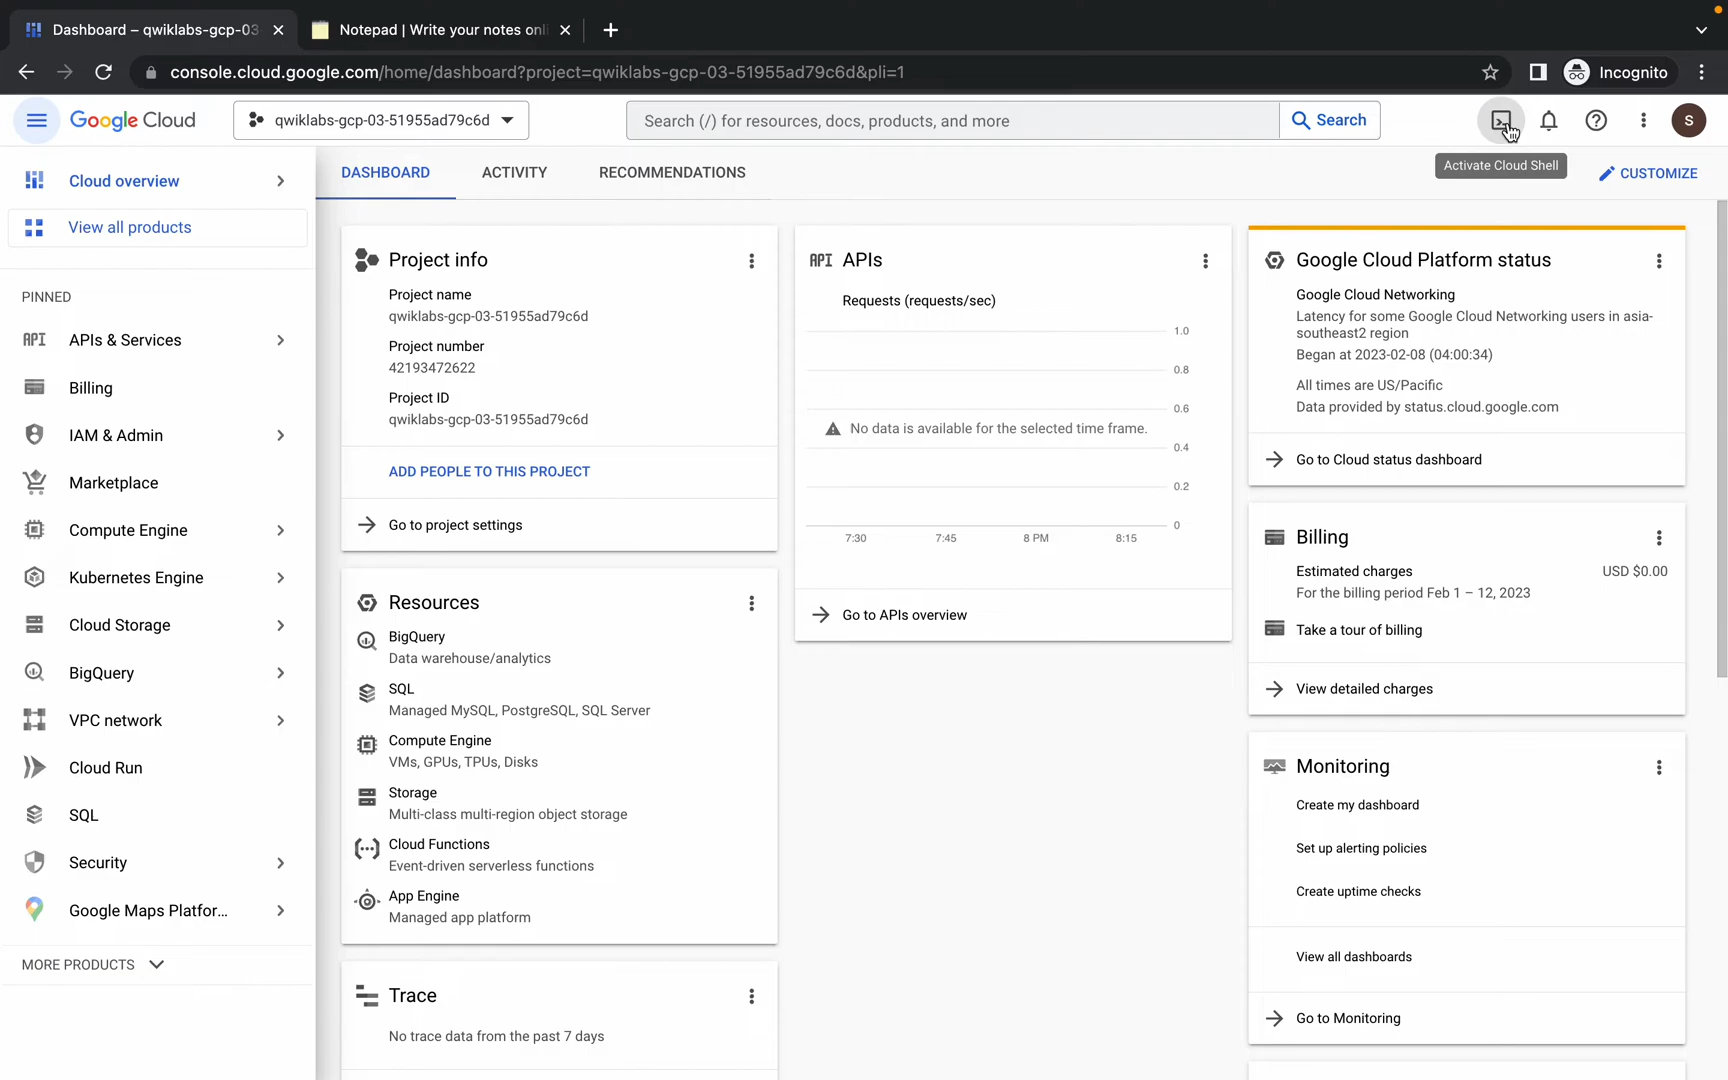 Dashboard – qwiklabs-gcp-03
Notepad | Write your notes onli
console.cloud.google.com/home/dashboard?project=qwiklabs-gcp-03-51955ad79c6d&pli=1
Incognito
Google Cloud
qwiklabs-gcp-03-51955ad79c6d
Search (/) for resources, docs, products, and more
Search
S
Activate Cloud Shell
Cloud overview
View all products
PINNED
API APIs & Services
Billing
IAM & Admin
Marketplace
Compute Engine
Kubernetes Engine
Cloud Storage
BigQuery
VPC network
Cloud Run
SQL
Security
Google Maps Platfor...
MORE PRODUCTS
DASHBOARD
ACTIVITY
RECOMMENDATIONS
CUSTOMIZE
Project info
Project name
qwiklabs-gcp-03-51955ad79c6d
Project number
42193472622
Project ID
qwiklabs-gcp-03-51955ad79c6d
ADD PEOPLE TO THIS PROJECT
Go to project settings
Resources
BigQuery
Data warehouse/analytics
SQL
Managed MySQL, PostgreSQL, SQL Server
Compute Engine
VMs, GPUs, TPUs, Disks
Storage
Multi-class multi-region object storage
Cloud Functions
Event-driven serverless functions
App Engine
Managed app platform
Trace
No trace data from the past 7 days
API APIs
Requests (requests/sec)
1.0
0.8
0.6
No data is available for the selected time frame.
0.4
0.2
0
7:30 7:45 8 PM 8:15
Go to APIs overview
Google Cloud Platform status
Google Cloud Networking
Latency for some Google Cloud Networking users in asia-
southeast2 region
Began at 2023-02-08 (04:00:34)
All times are US/Pacific
Data provided by status.cloud.google.com
Go to Cloud status dashboard
Billing
Estimated charges USD $0.00
For the billing period Feb 1 – 12, 2023
Take a tour of billing
View detailed charges
Monitoring
Create my dashboard
Set up alerting policies
Create uptime checks
View all dashboards
Go to Monitoring